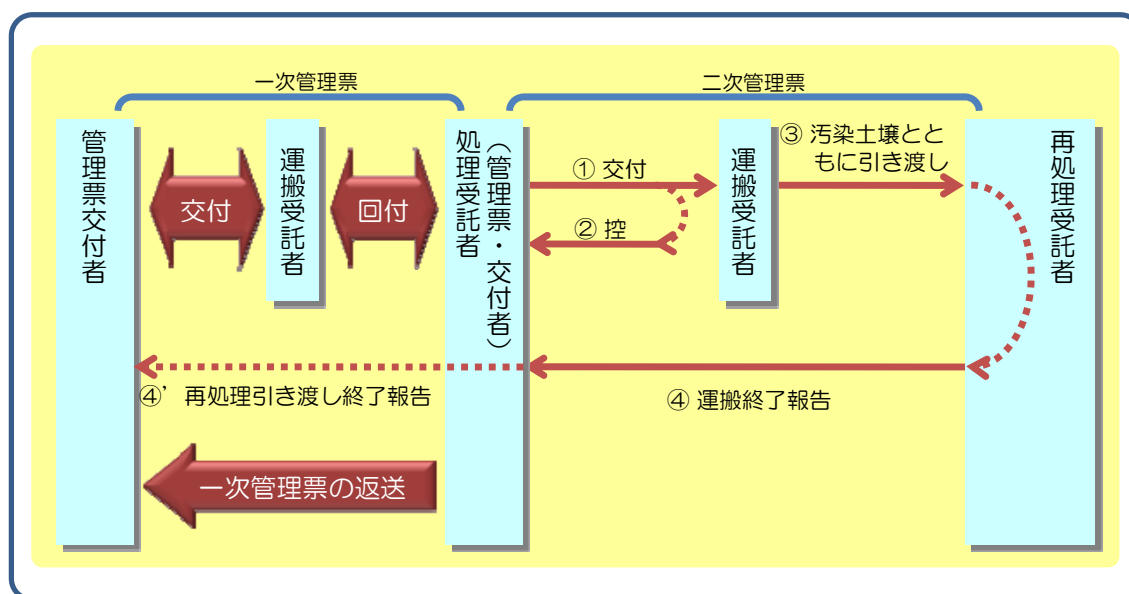 一次管理票
二次管理票
管理票交付者
交付
運搬受託者
回付
処理受託者
（管理票・交付者）
① 交付
② 控
運搬受託者
③ 汚染土壌とと
もに引き渡し
再処理受託者
④’ 再処理引き渡し終了報告
④ 運搬終了報告
一次管理票の返送